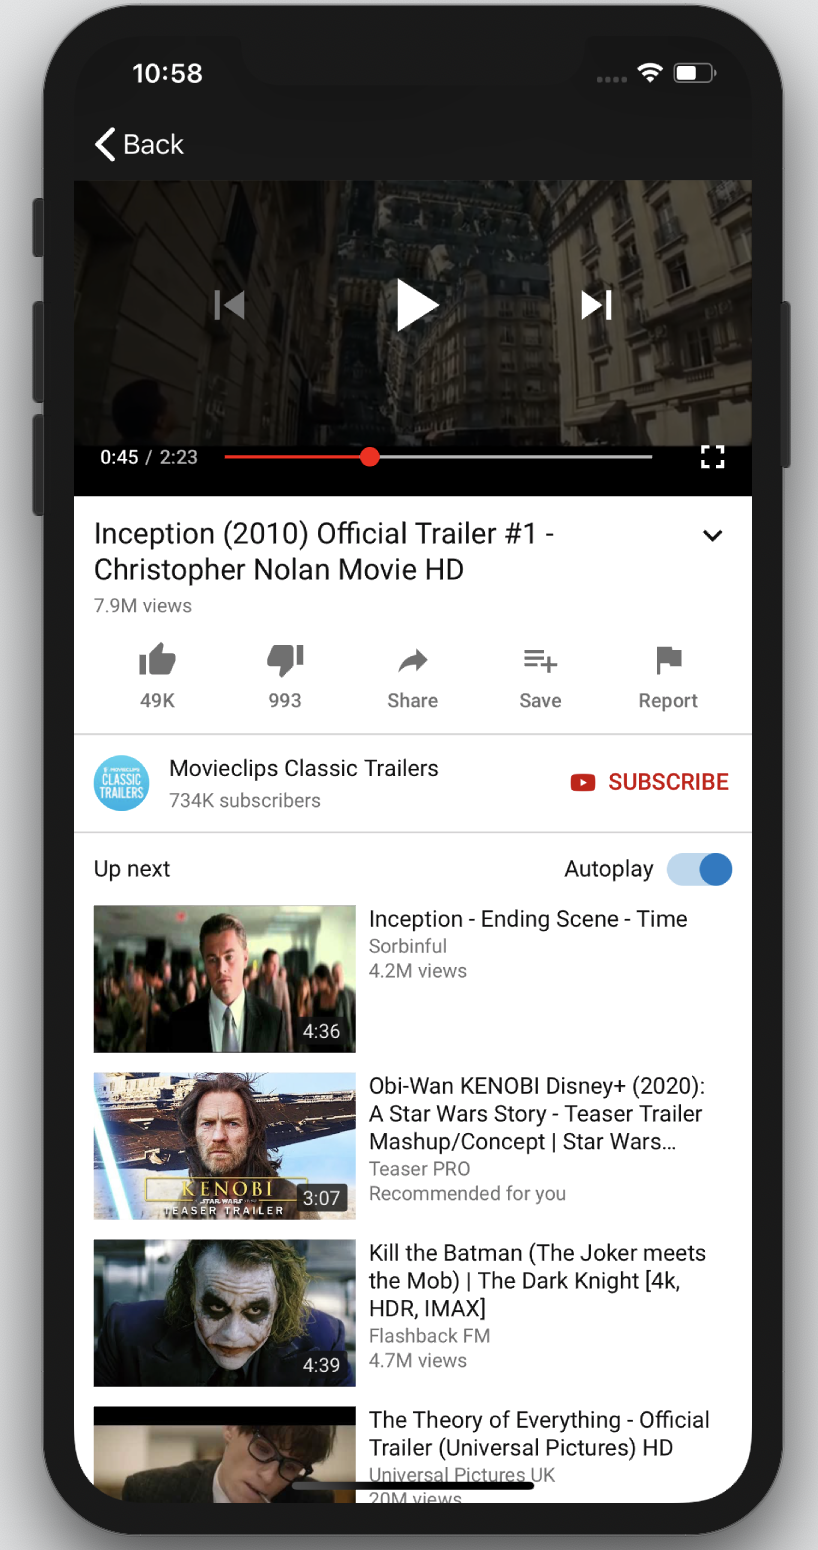 10:58
Back
0:45 / 2:23
Inception (2010) Official Trailer #1 -
Christopher Nolan Movie HD
7.9M views
49K
993
Share
Save
Report
MOVIECLIPS
CLASSIC
TRAILERS
Movieclips Classic Trailers
734K subscribers
SUBSCRIBE
Up next
Autoplay
4:36
Inception - Ending Scene - Time
Sorbinful
4.2M views
KENOBI
STAR WARS
TEASER TRAILER
3:07
Obi-Wan KENOBI Disney+ (2020):
A Star Wars Story - Teaser Trailer
Mashup/Concept | Star Wars...
Teaser PRO
Recommended for you
4:39
Kill the Batman (The Joker meets
the Mob) | The Dark Knight [4k,
HDR, IMAX]
Flashback FM
4.7M views
The Theory of Everything - Official
Trailer (Universal Pictures) HD
Universal Pictures UK
20M views